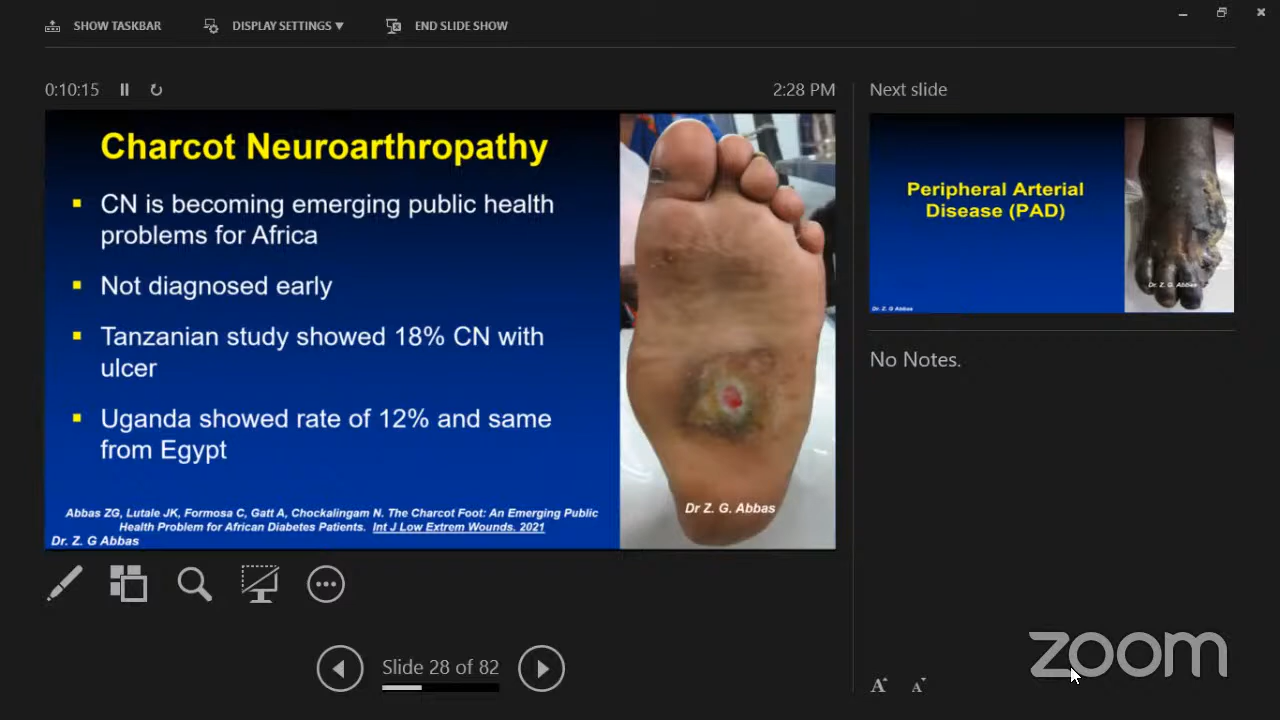 SHOW TASKBAR
DISPLAY SETTINGS
END SLIDE SHOW
0:10:15
2:28 PM
Charcot Neuroarthropathy
CN is becoming emerging public health
problems for Africa
Not diagnosed early
Tanzanian study showed 18% CN with
ulcer
Uganda showed rate of 12% and same
from Egypt
Abbas ZG, Lutale JK, Formosa C, Gatt A, Chockalingam N. The Charcot Foot: An Emerging Public
Health Problem for African Diabetes Patients. Int J Low Extrem Wounds. 2021
Dr. Z. G Abbas
Dr Z. G. Abbas
Next slide
Peripheral Arterial
Disease (PAD)
Dr. Z. G. Abbas
Dr. Z. G Abbas
No Notes.
Slide 28 of 82
A A
zoom